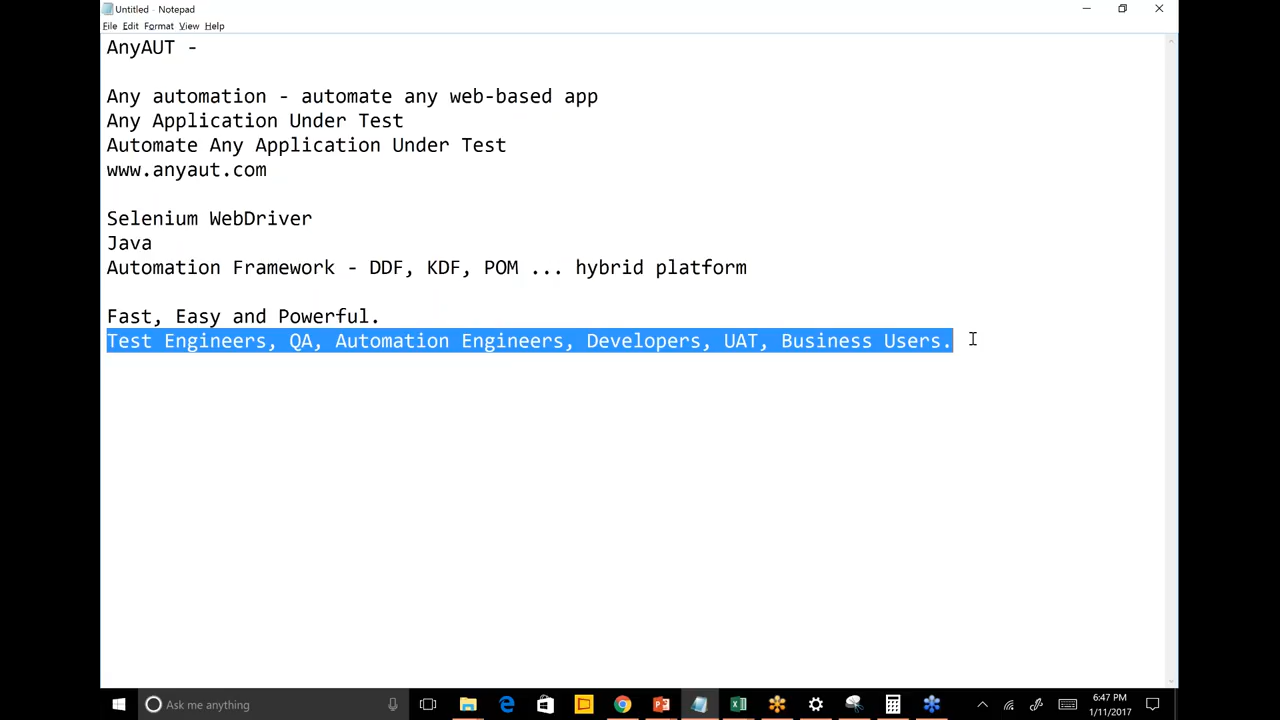 Untitled - Notepad
File Edit Format View Help
AnyAUT -
Any automation - automate any web-based app
Any Application Under Test
Automate Any Application Under Test
www.anyaut.com
Selenium WebDriver
Java
Automation Framework - DDF, KDF, POM ... hybrid platform
Fast, Easy and Powerful.
Test Engineers, QA, Automation Engineers, Developers, UAT, Business Users.
Ask me anything
6:47 PM
1/11/2017